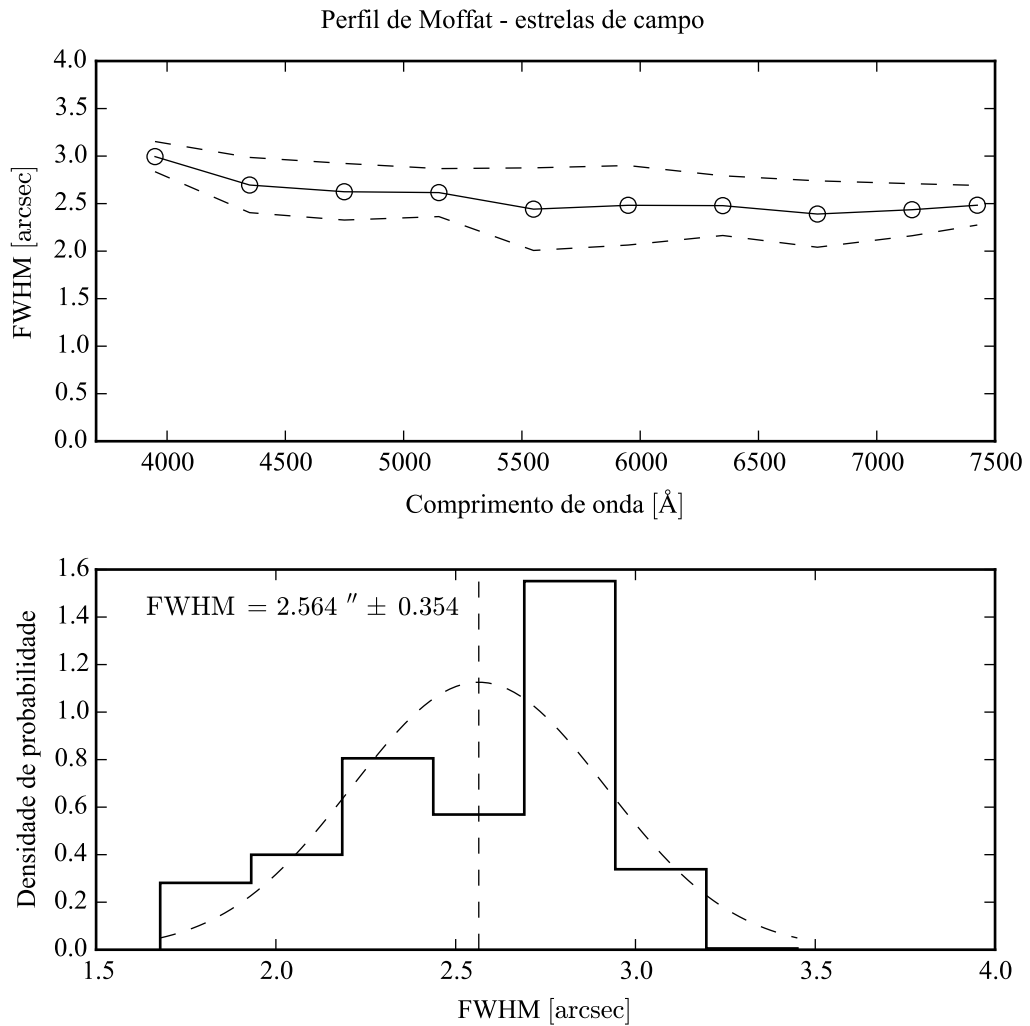 Perfil de Moffat - estrelas de campo
4.0
3.5
3.0
2.5
2.0
1.5
1.0
0.5
0.0
FWHM [arcsec]
4000 4500 5000 5500 6000 6500 7000 7500
Comprimento de onda [Å]
1.6
1.4
1.2
1.0
0.8
0.6
0.4
0.2
0.0
Densidade de probabilidade
FWHM = 2.564 ″ ± 0.354
1.5 2.0 2.5 3.0 3.5 4.0
FWHM [arcsec]